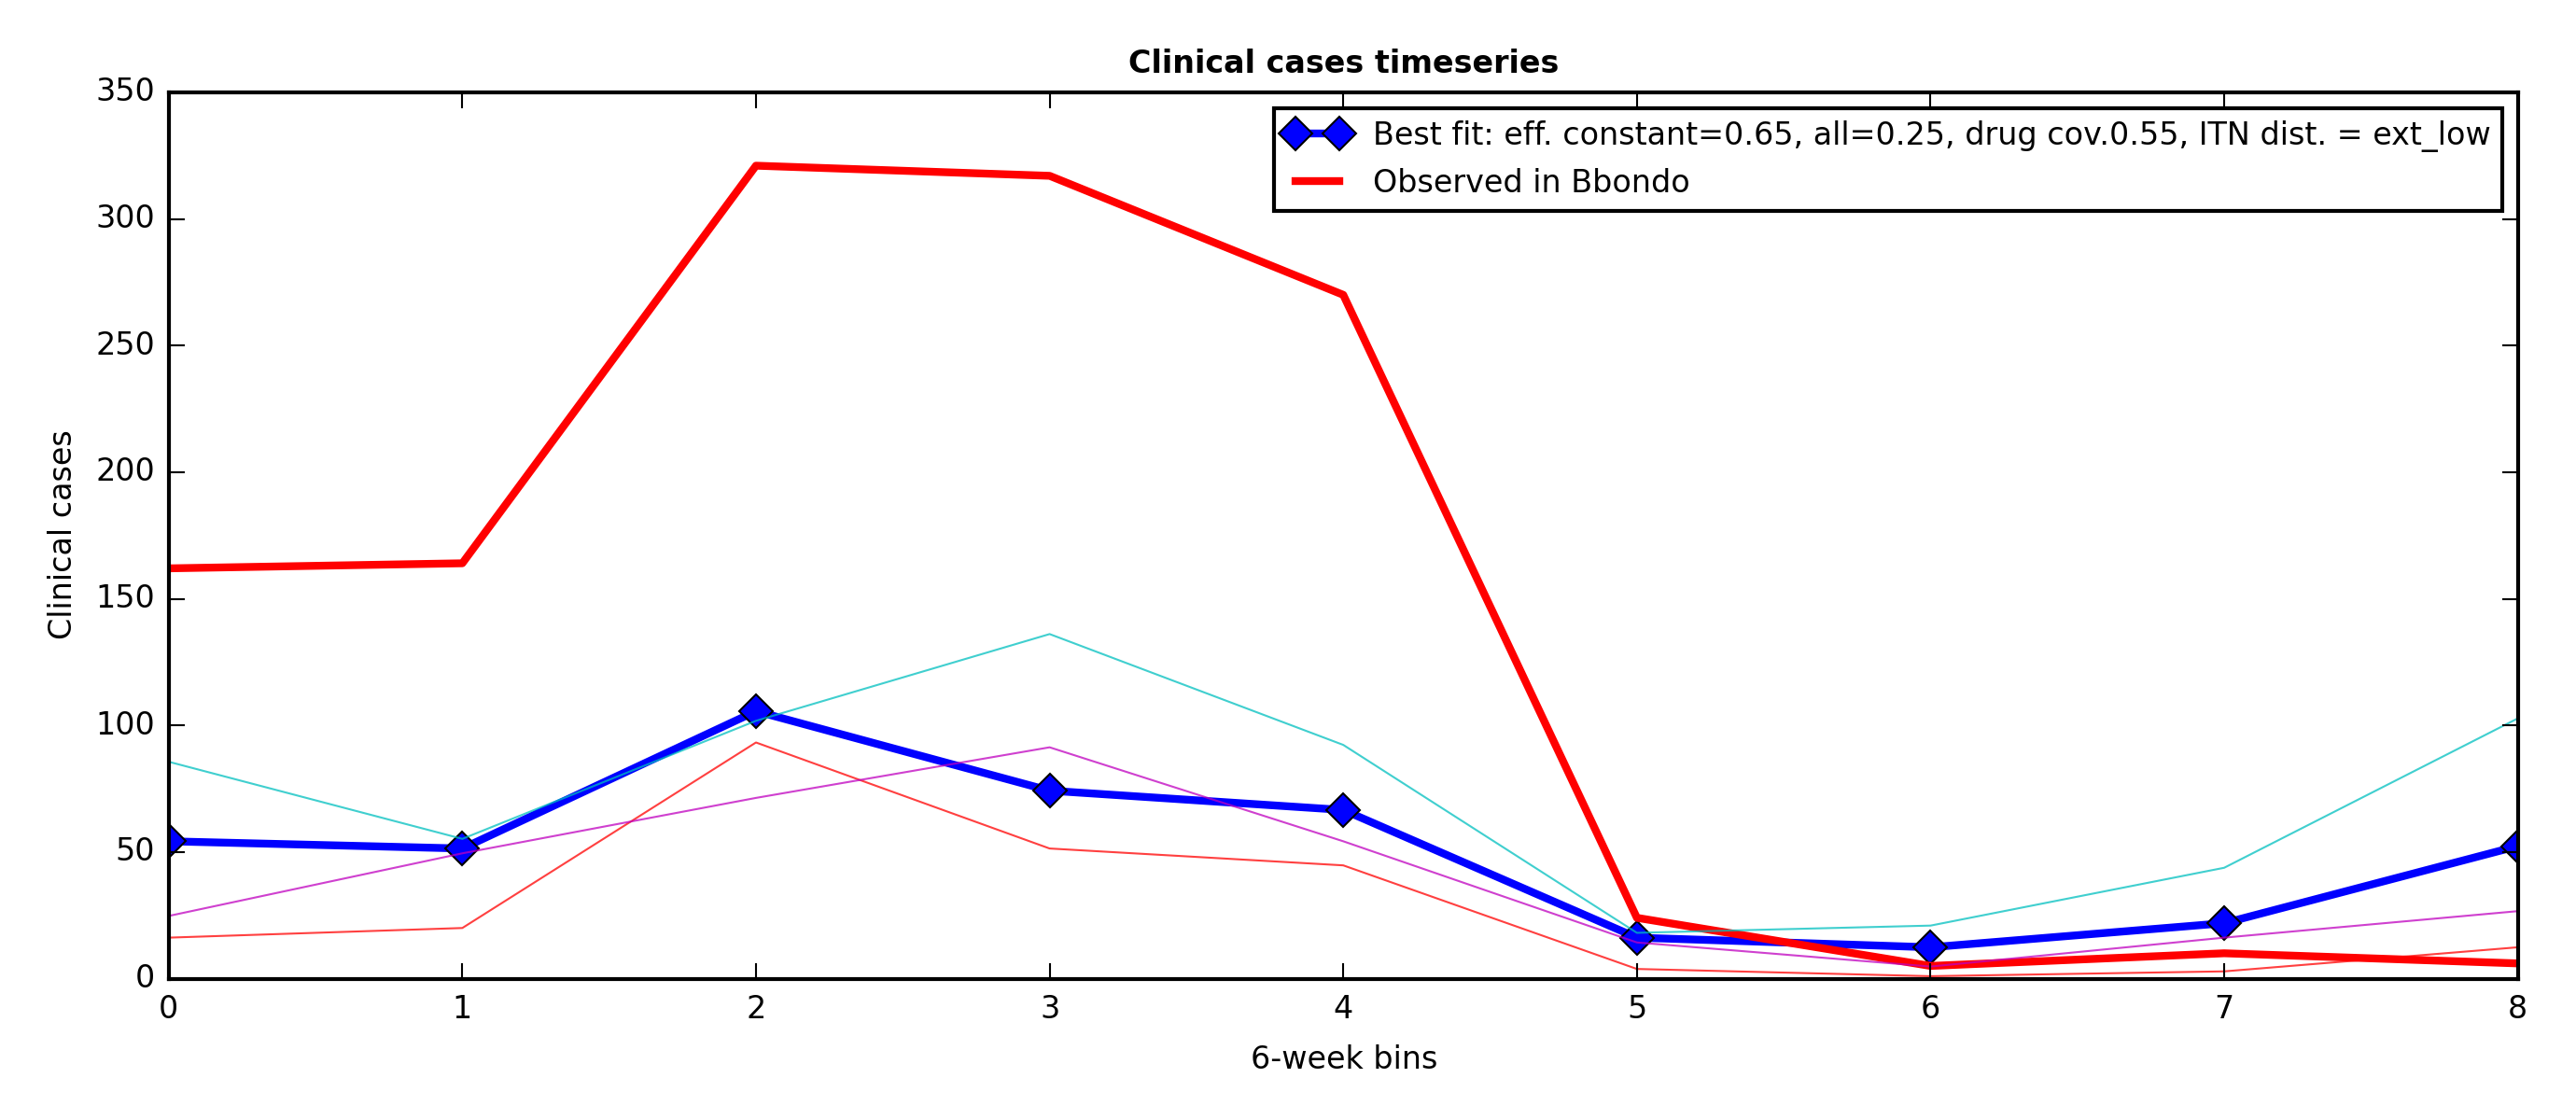 Clinical cases timeseries
350
300
250
200
150
100
50
0
Clinical cases
Best fit: eff. constant=0.65, all=0.25, drug cov.0.55, ITN dist. = ext_low
Observed in Bbondo
0 1 2 3 4 5 6 7 8
6-week bins